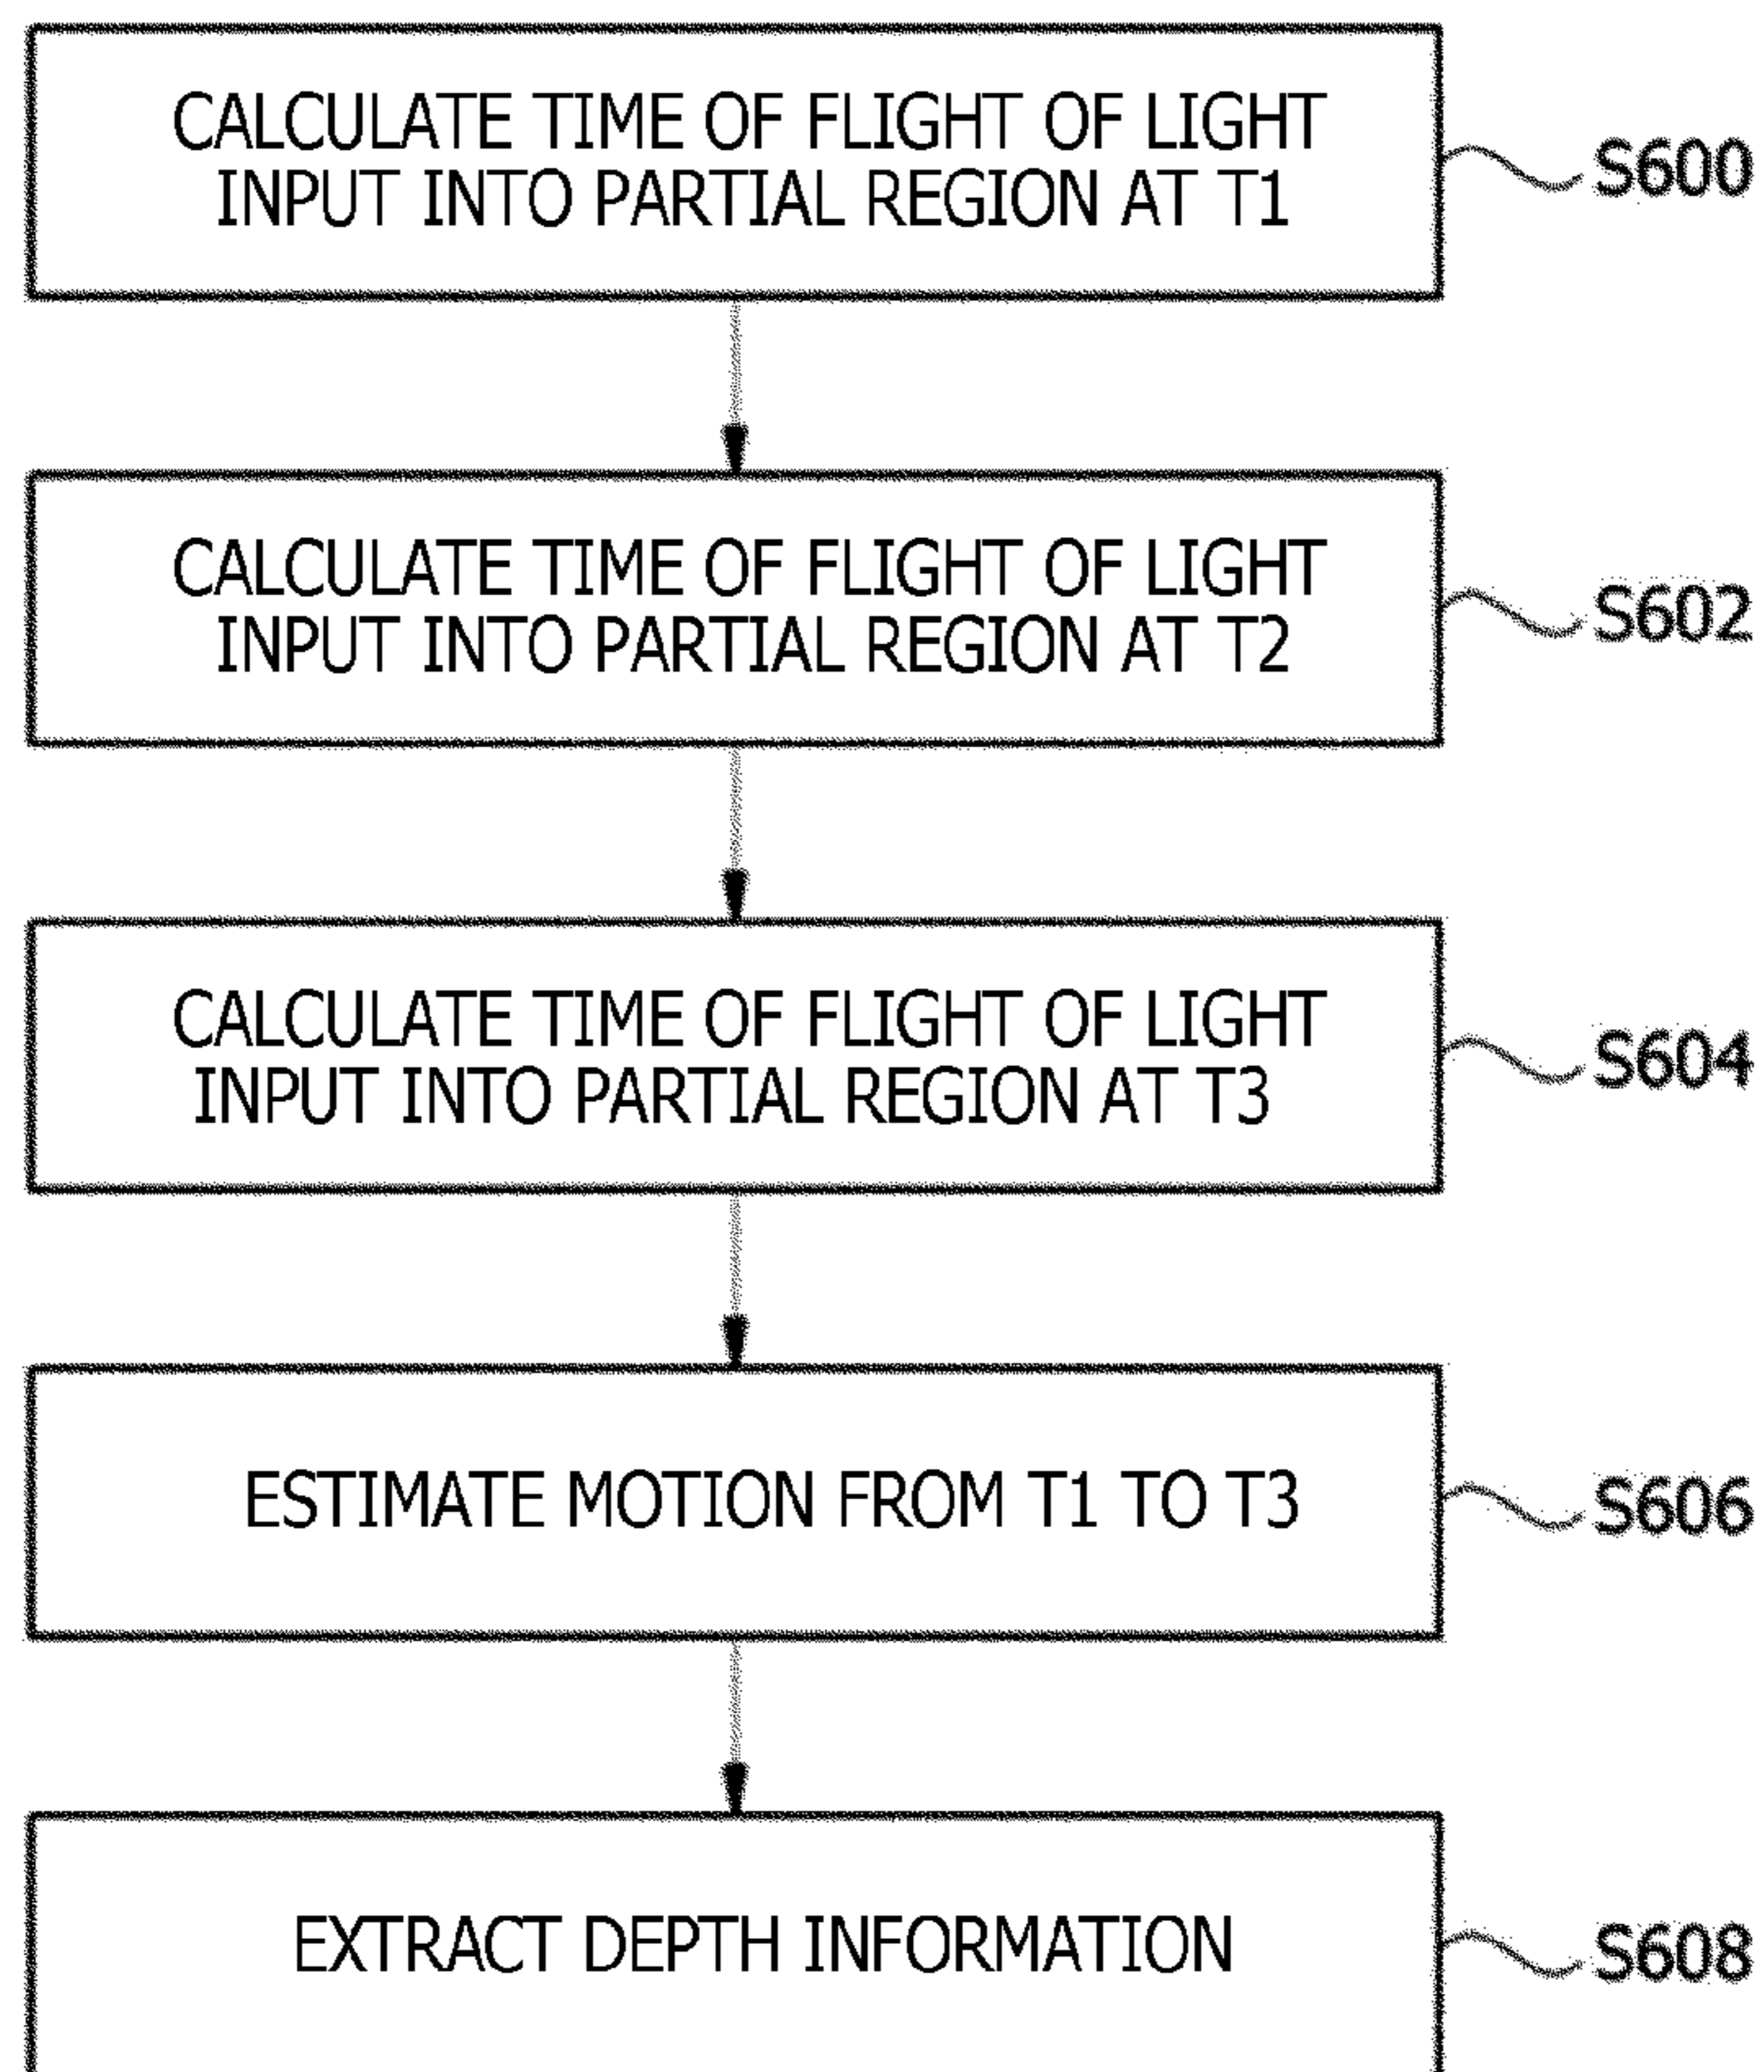 CALCULATE TIME OF FLIGHT OF LIGHT
INPUT INTO PARTIAL REGION AT T1
S600
CALCULATE TIME OF FLIGHT OF LIGHT
INPUT INTO PARTIAL REGION AT T2
S602
CALCULATE TIME OF FLIGHT OF LIGHT
INPUT INTO PARTIAL REGION AT T3
S604
ESTIMATE MOTION FROM T1 TO T3
S606
EXTRACT DEPTH INFORMATION
S608